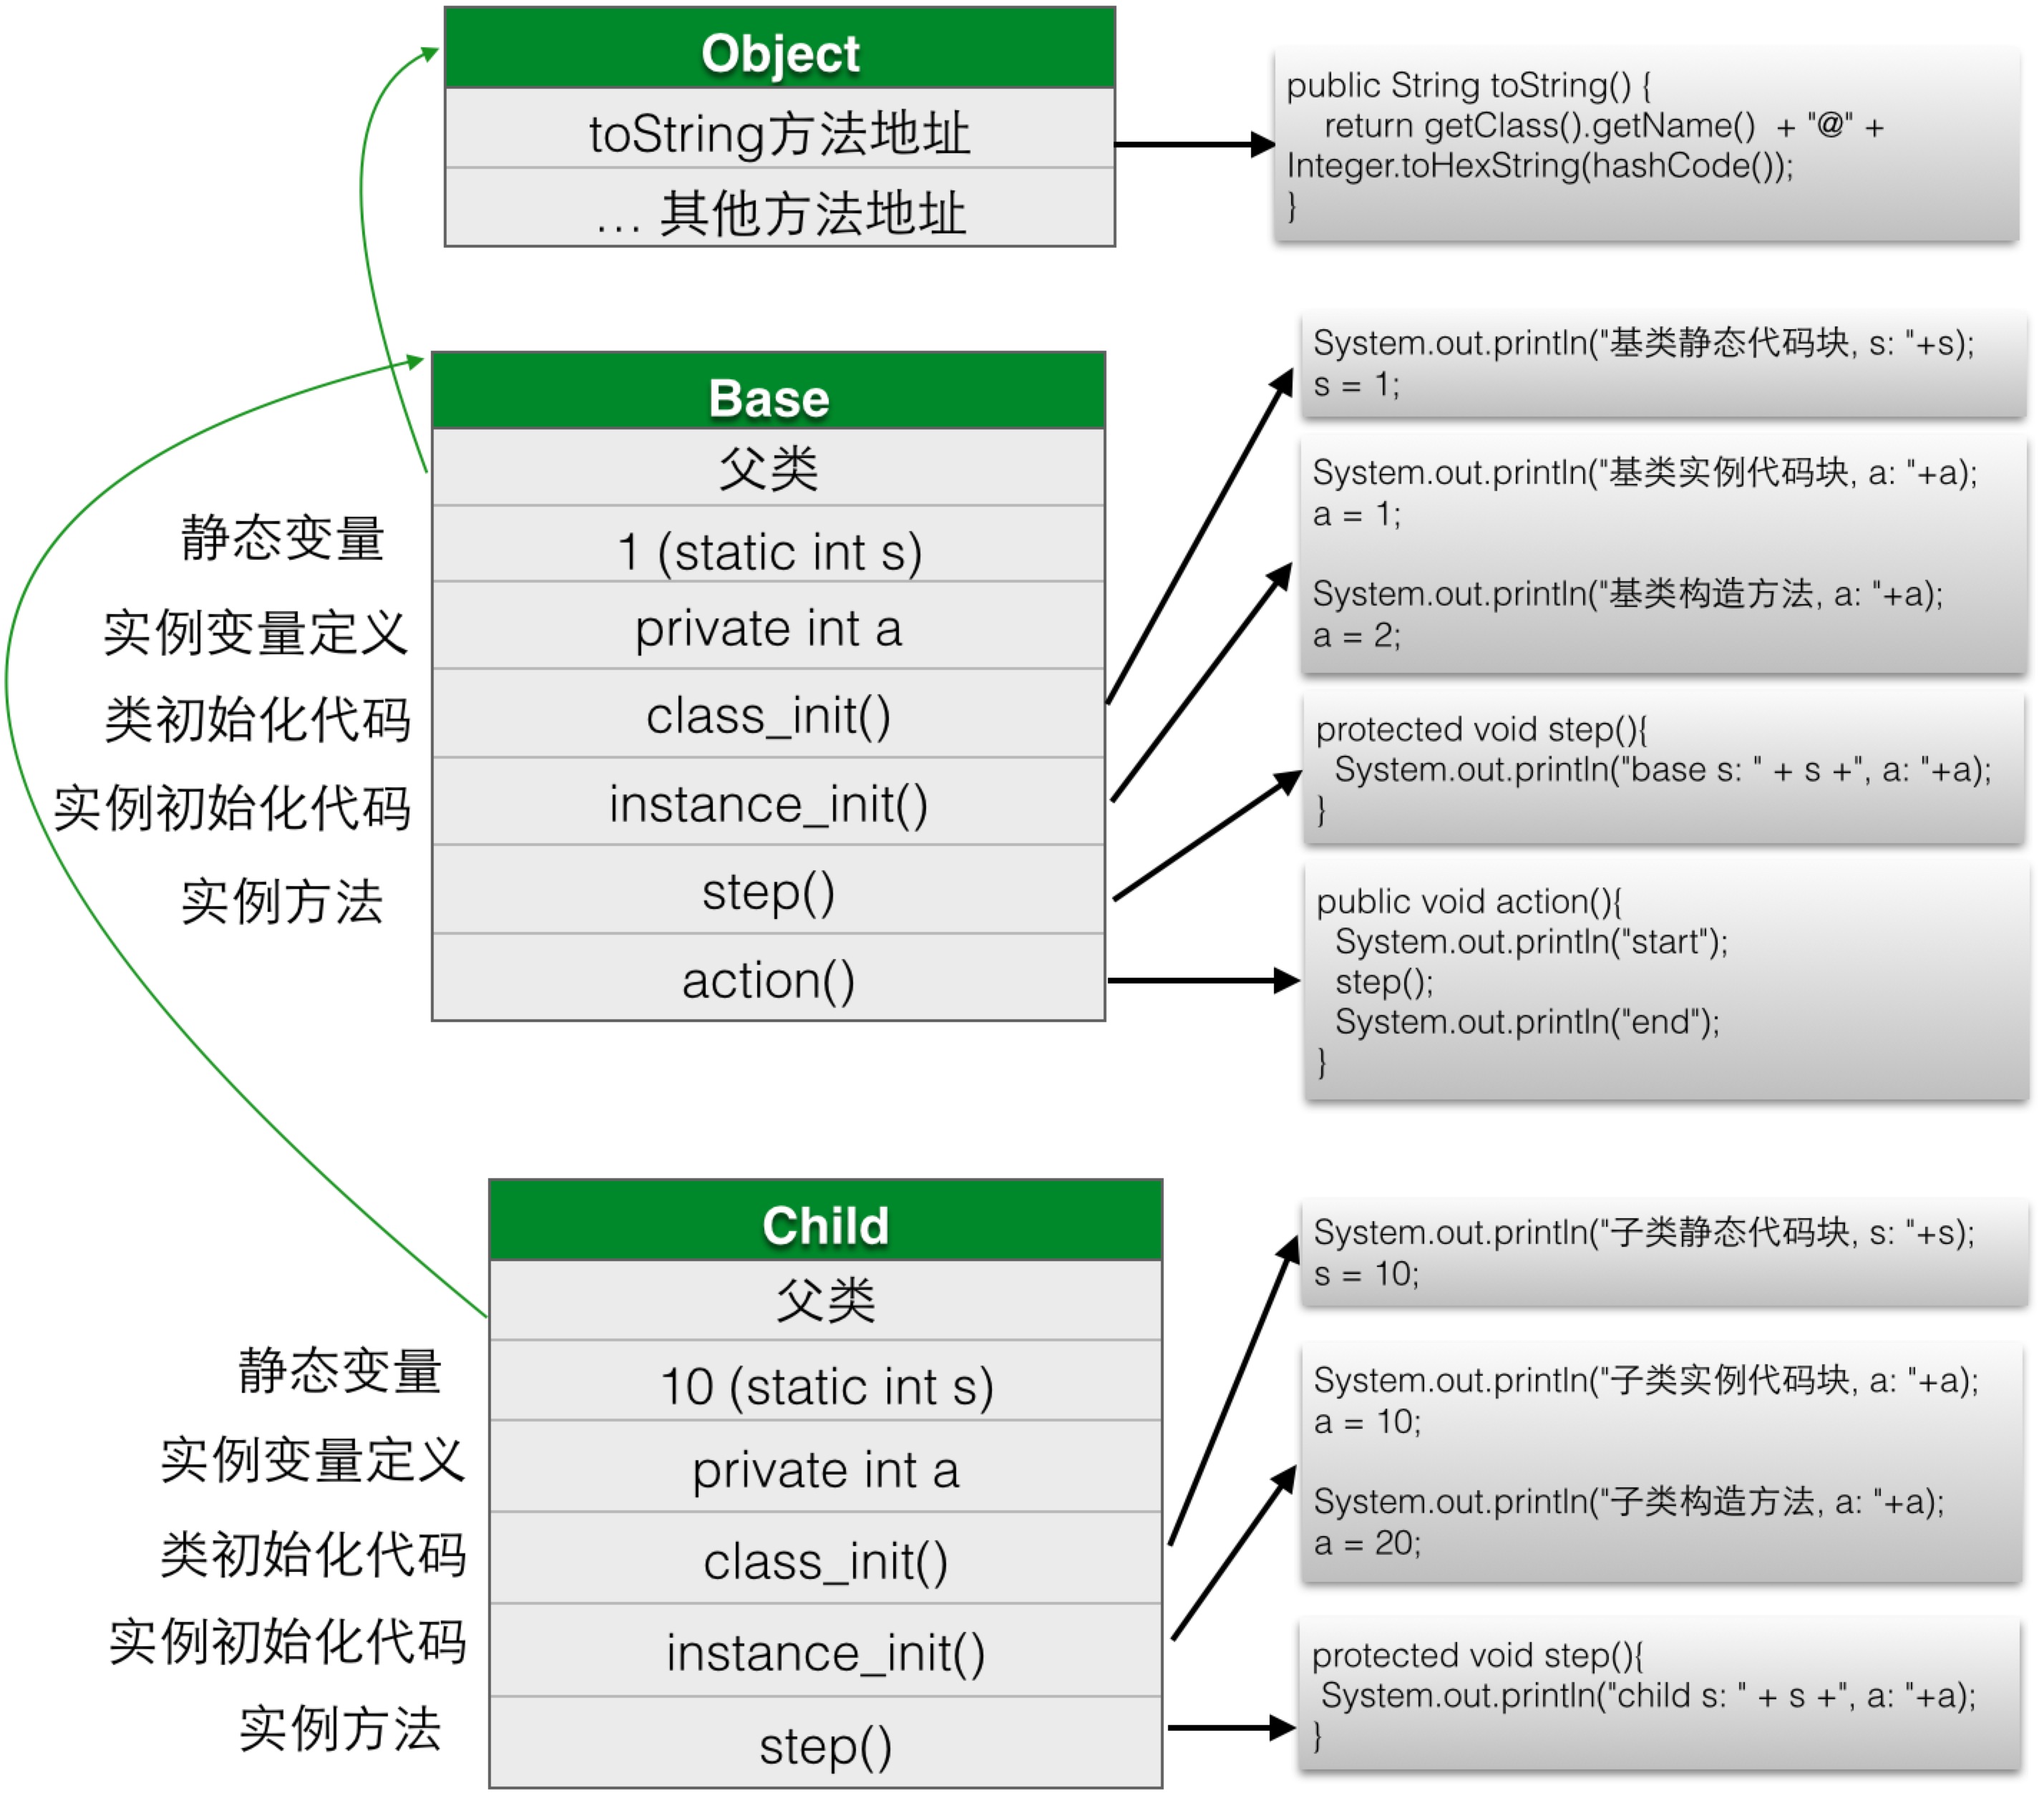 Object
toString方法地址
... 其他方法地址
public String toString() {
return getClass().getName()  + "@" +
Integer.toHexString(hashCode());
}
Base
父类
静态变量
1 (static int s)
实例变量定义
private int a
类初始化代码
class_init()
实例初始化代码
instance_init()
实例方法
step()
action()
System.out.println("基类静态代码块, s: "+s);
s = 1;
System.out.println("基类实例代码块, a: "+a);
a = 1;
System.out.println("基类构造方法, a: "+a);
a = 2;
protected void step(){
System.out.println("base s: " + s +", a: "+a);
}
public void action(){
System.out.println("start");
step();
System.out.println("end");
}
Child
父类
静态变量
10 (static int s)
实例变量定义
private int a
类初始化代码
class_init()
实例初始化代码
instance_init()
实例方法
step()
System.out.println("子类静态代码块, s: "+s);
s = 10;
System.out.println("子类实例代码块, a: "+a);
a = 10;
System.out.println("子类构造方法, a: "+a);
a = 20;
protected void step(){
System.out.println("child s: " + s +", a: "+a);
}